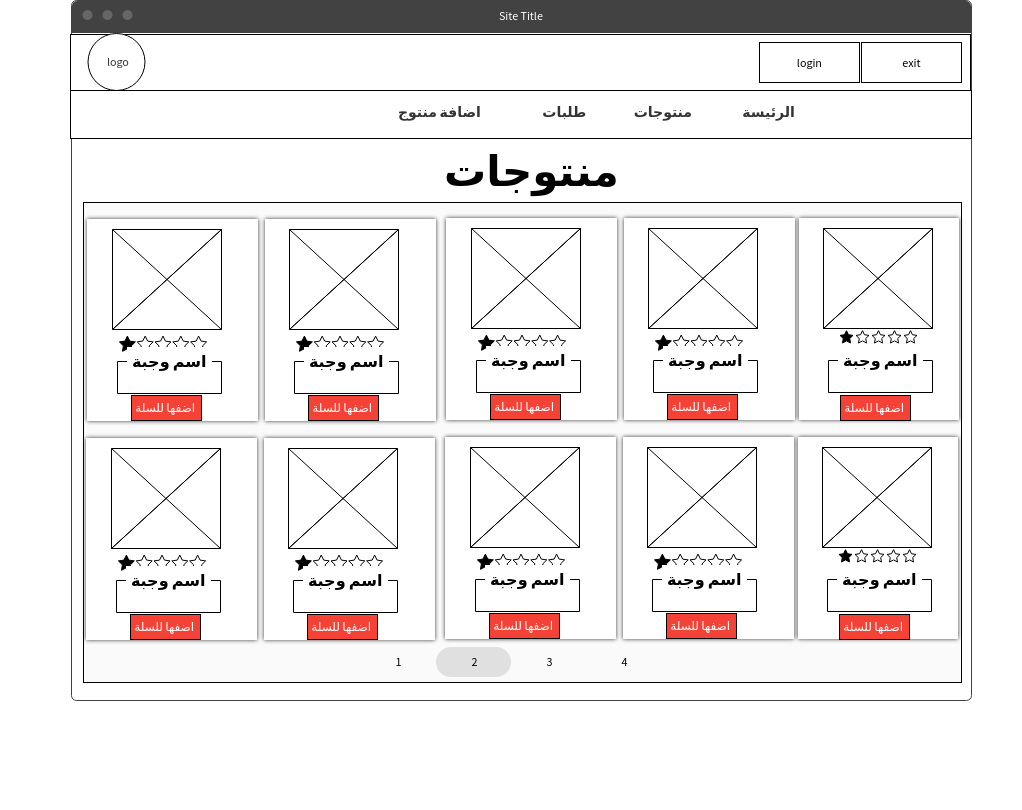 Site Title
logo
login
exit
الرئيسة
منتوجات
طلبات
اضافة منتوج
منتوجات
اسم وجبة
اسم وجبة
اسم وجبة
اسم وجبة
اسم وجبة
اضفها للسلة
اضفها للسلة
اضفها للسلة
اضفها للسلة
اضفها للسلة
اسم وجبة
اسم وجبة
اسم وجبة
اسم وجبة
اسم وجبة
اضفها للسلة
اضفها للسلة
اضفها للسلة
اضفها للسلة
اضفها للسلة
1 2 3 4